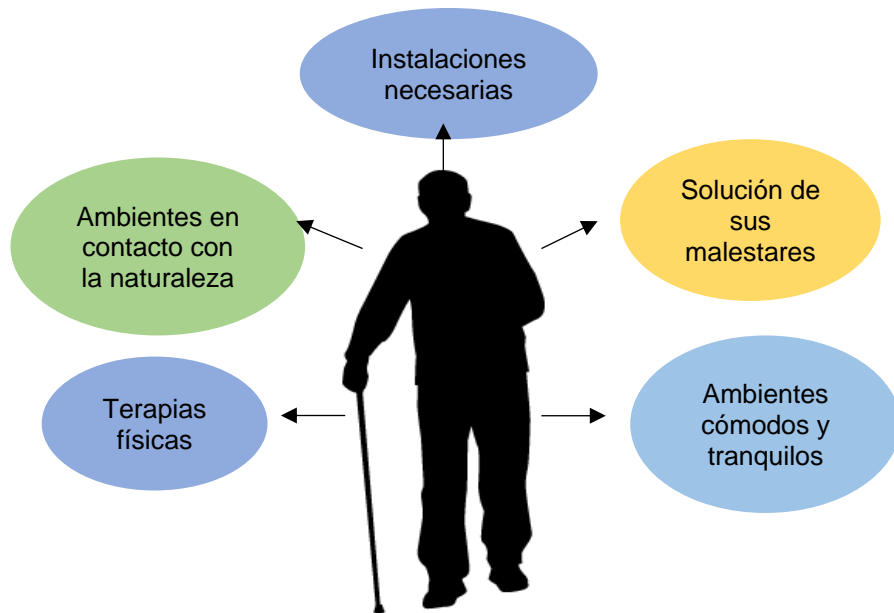 Instalaciones
necesarias
Ambientes en
contacto con
la naturaleza
Solución de
sus
malestares
Terapias
físicas
Ambientes
cómodos y
tranquilos